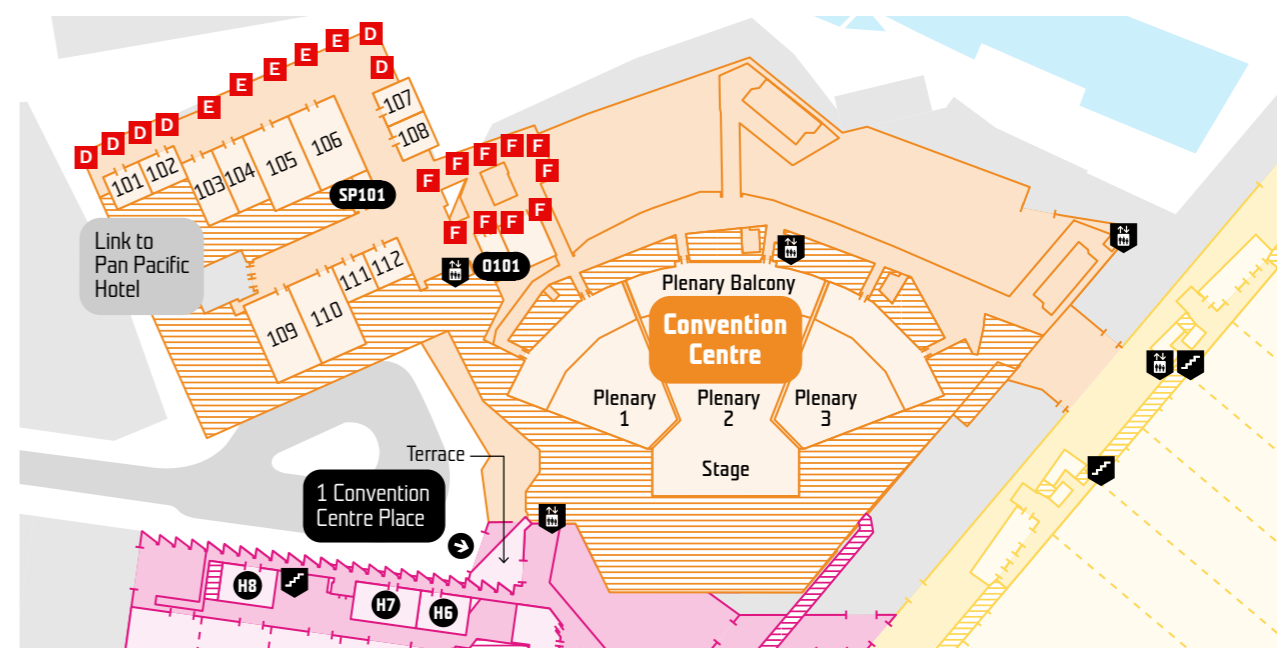 D
E
E
E
E
D
E
D
D
D
D
107
108
106
105
104
103
102
101
F
F
F
F
F
F
F
F
F
F
SP101
O101
Link to
Pan Pacific
Hotel
112
111
110
109
Plenary Balcony
Convention
Centre
Plenary
1
Plenary
2
Plenary
3
Stage
Terrace
1 Convention
Centre Place
H8
H7
H6